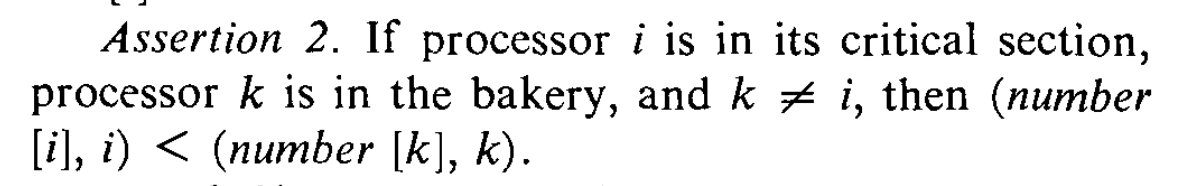 Assertion 2. If processor i is in its critical section,
processor k is in the bakery, and k ≠ i, then (number
[i], i) < (number [k], k).